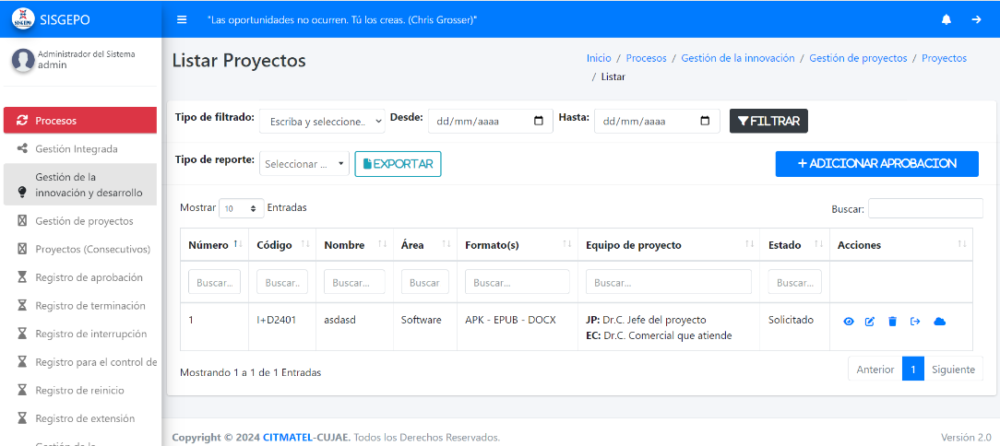 SISGEPO
"Las oportunidades no ocurren. Tú los creas. (Chris Grosser)"
Administrador del Sistema
admin
Procesos
Gestión Integrada
Gestión de la
innovación y desarrollo
Gestión de proyectos
Proyectos (Consecutivos)
Registro de aprobación
Registro de terminación
Registro de interrupción
Registro para el control de
Registro de reinicio
Registro de extensión
Listar Proyectos
Inicio / Procesos / Gestión de la innovación / Gestión de proyectos / Proyectos
/ Listar
Tipo de filtrado: Escriba y seleccione.. Desde: dd/mm/aaaa Hasta: dd/mm/aaaa FILTRAR
Tipo de reporte: Seleccionar ... EXPORTAR + ADICIONAR APROBACION
Mostrar 10 Entradas Buscar:
Número Código Nombre Área Formato(s) Equipo de proyecto Estado Acciones
Buscar... Buscar.. Buscar... Buscar Buscar... Buscar... Buscar...
1 I+D2401 asdasd Software APK - EPUB - DOCX JP: Dr.C. Jefe del proyecto Solicitado
EC: Dr.C. Comercial que atiende
Mostrando 1 a 1 de 1 Entradas Anterior 1 Siguiente
Copyright © 2024 CITMATEL-CUJAE. Todos los Derechos Reservados. Versión 2.0